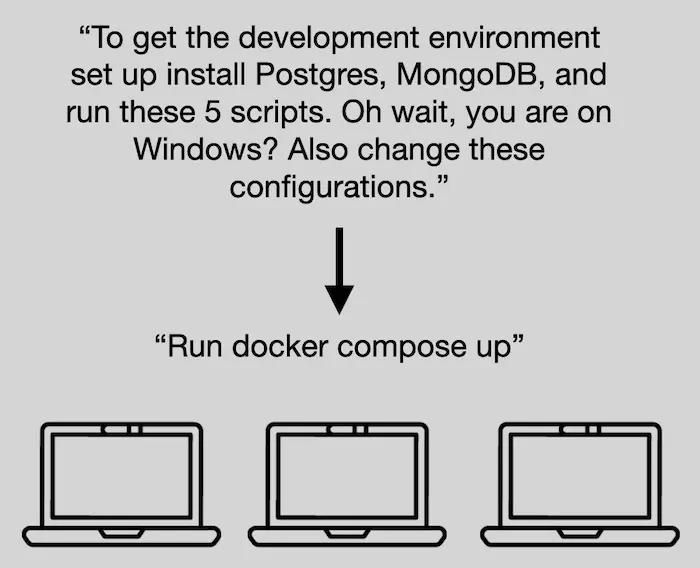 “To get the development environment
set up install Postgres, MongoDB, and
run these 5 scripts. Oh wait, you are on
Windows? Also change these
configurations.”
“Run docker compose up”